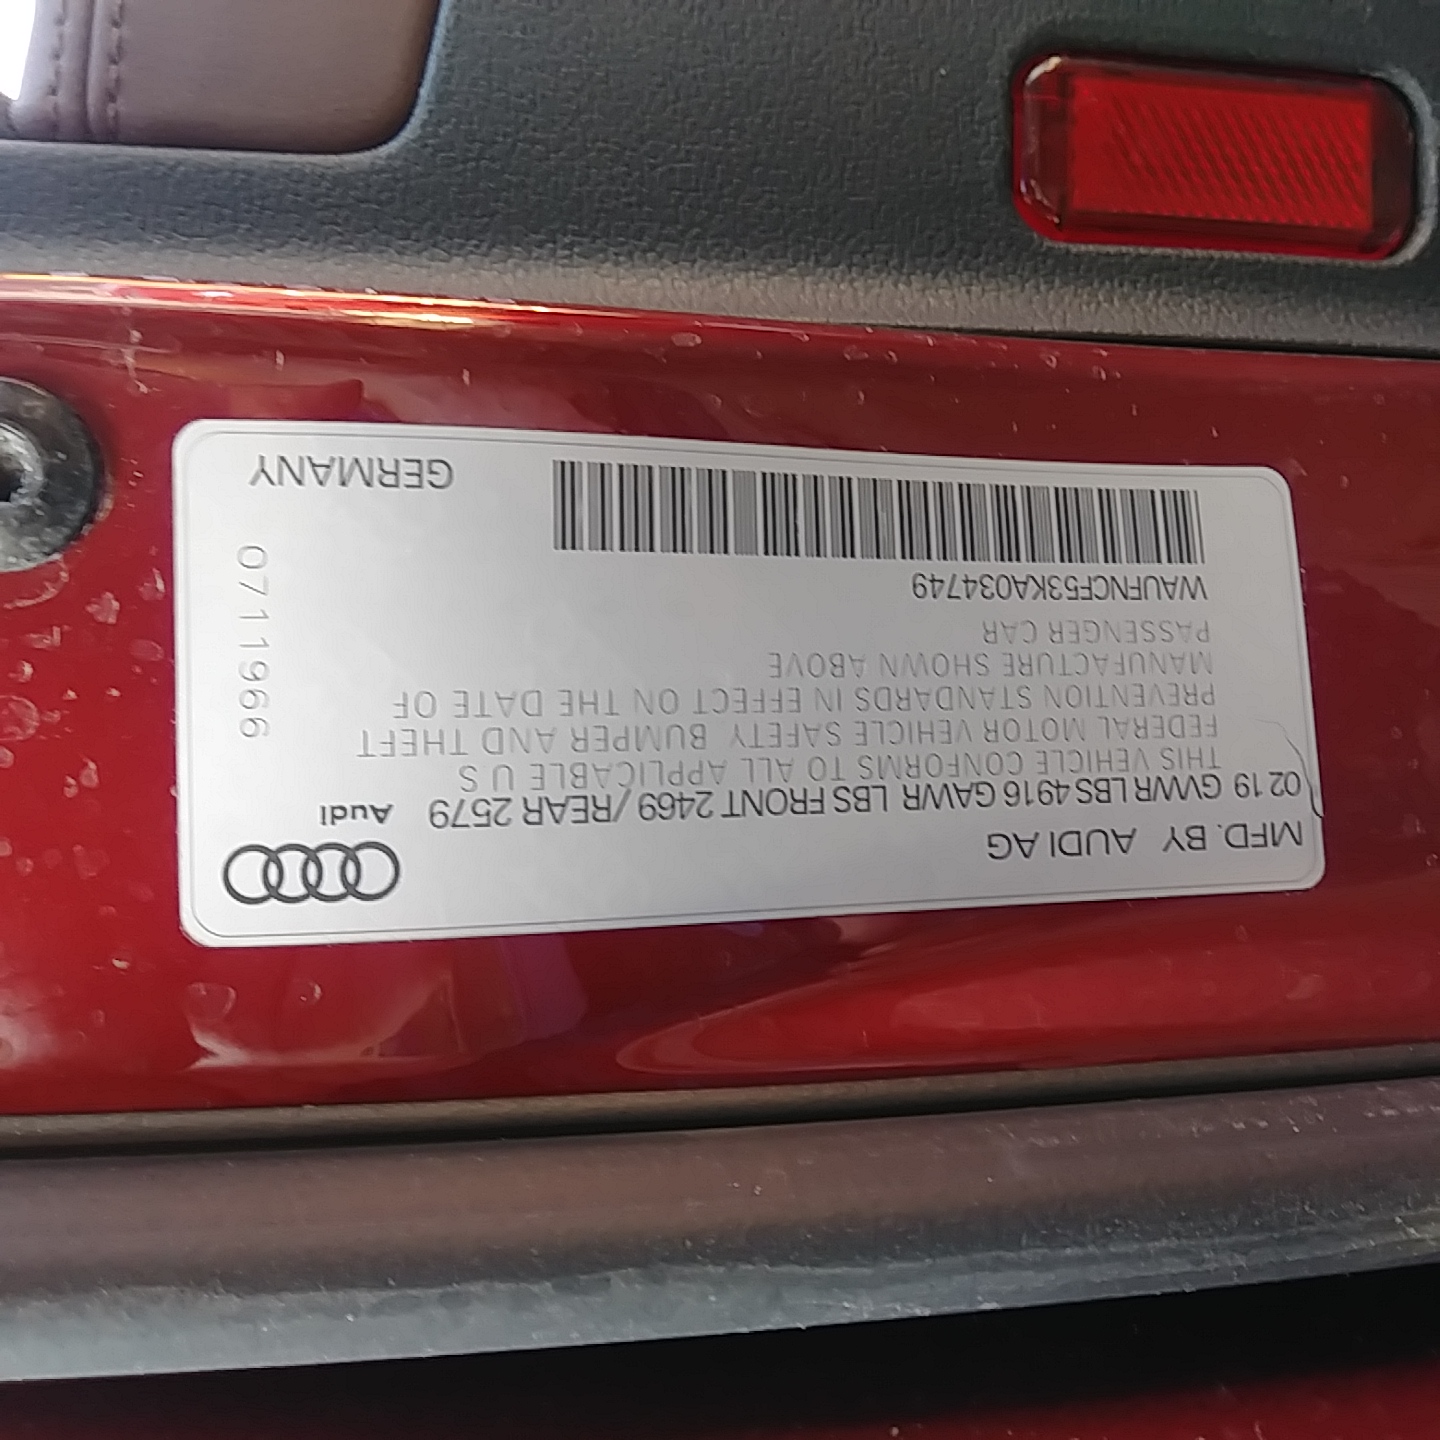 Audi
MFD. BY AUDI AG
02 19 GVWR LBS 4916 GAWR LBS FRONT 2469 / REAR 2579
THIS VEHICLE CONFORMS TO ALL APPLICABLE U S
FEDERAL MOTOR VEHICLE SAFETY BUMPER AND THEFT
PREVENTION STANDARDS IN EFFECT ON THE DATE OF
MANUFACTURE SHOWN ABOVE
PASSENGER CAR
WAUFNCF53KA034749
0711966
GERMANY